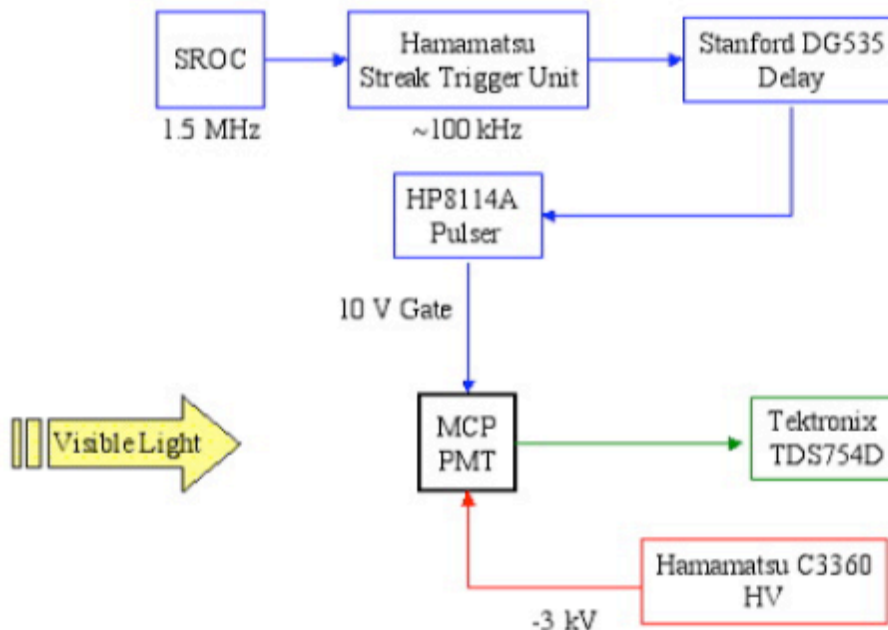 SROC
Hamamatsu
Streak Trigger Unit
Stanford DG535
Delay
1.5 MHz
~100 kHz
HP8114A
Pulser
10 V Gate
Visible Light
MCP
PMT
Tektronix
TDS754D
Hamamatsu C3360
HV
-3 kV